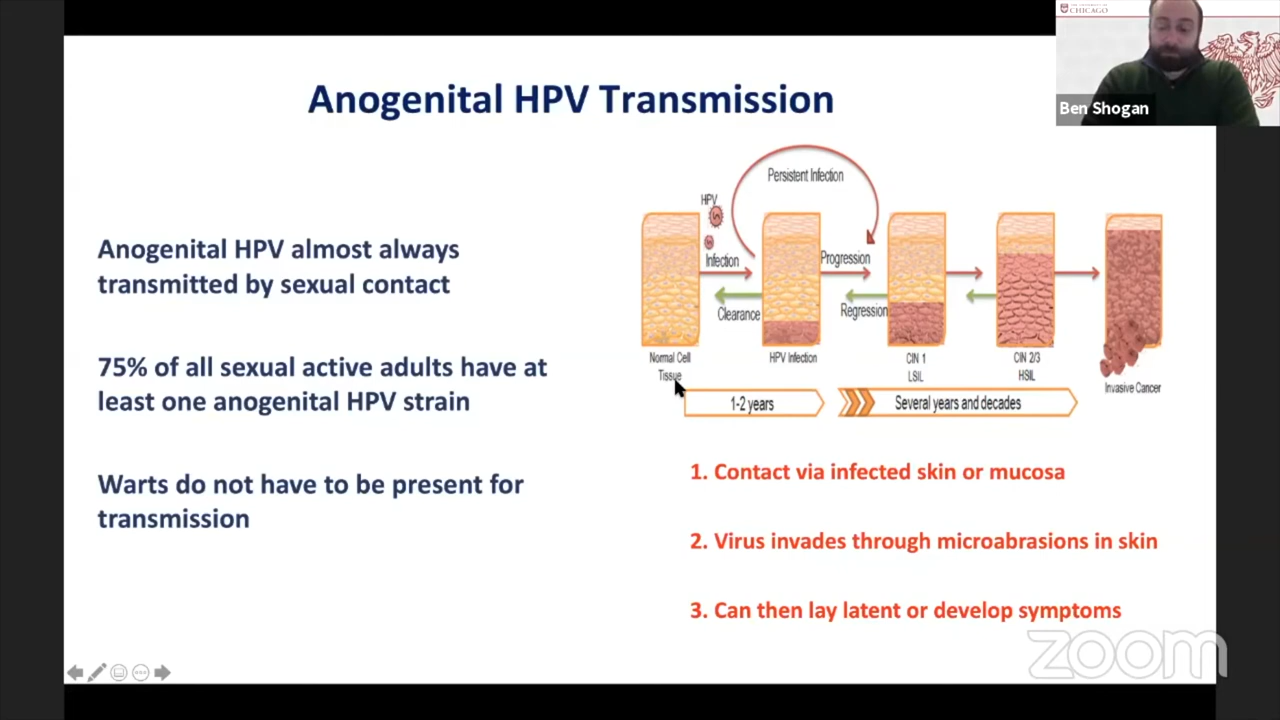 CHICAGO
Ben Shogan
Anogenital HPV Transmission
Anogenital HPV almost always
transmitted by sexual contact
75% of all sexual active adults have at
least one anogenital HPV strain
Warts do not have to be present for
transmission
Persistent Infection
HPV
Infection
Progression
Clearance
Regression
Normal Cell
Tissue
HPV Infection
CIN 1
LSIL
CIN 2/3
HSIL
Invasive Cancer
1-2 years
Several years and decades
1. Contact via infected skin or mucosa
2. Virus invades through microabrasions in skin
3. Can then lay latent or develop symptoms
zoom